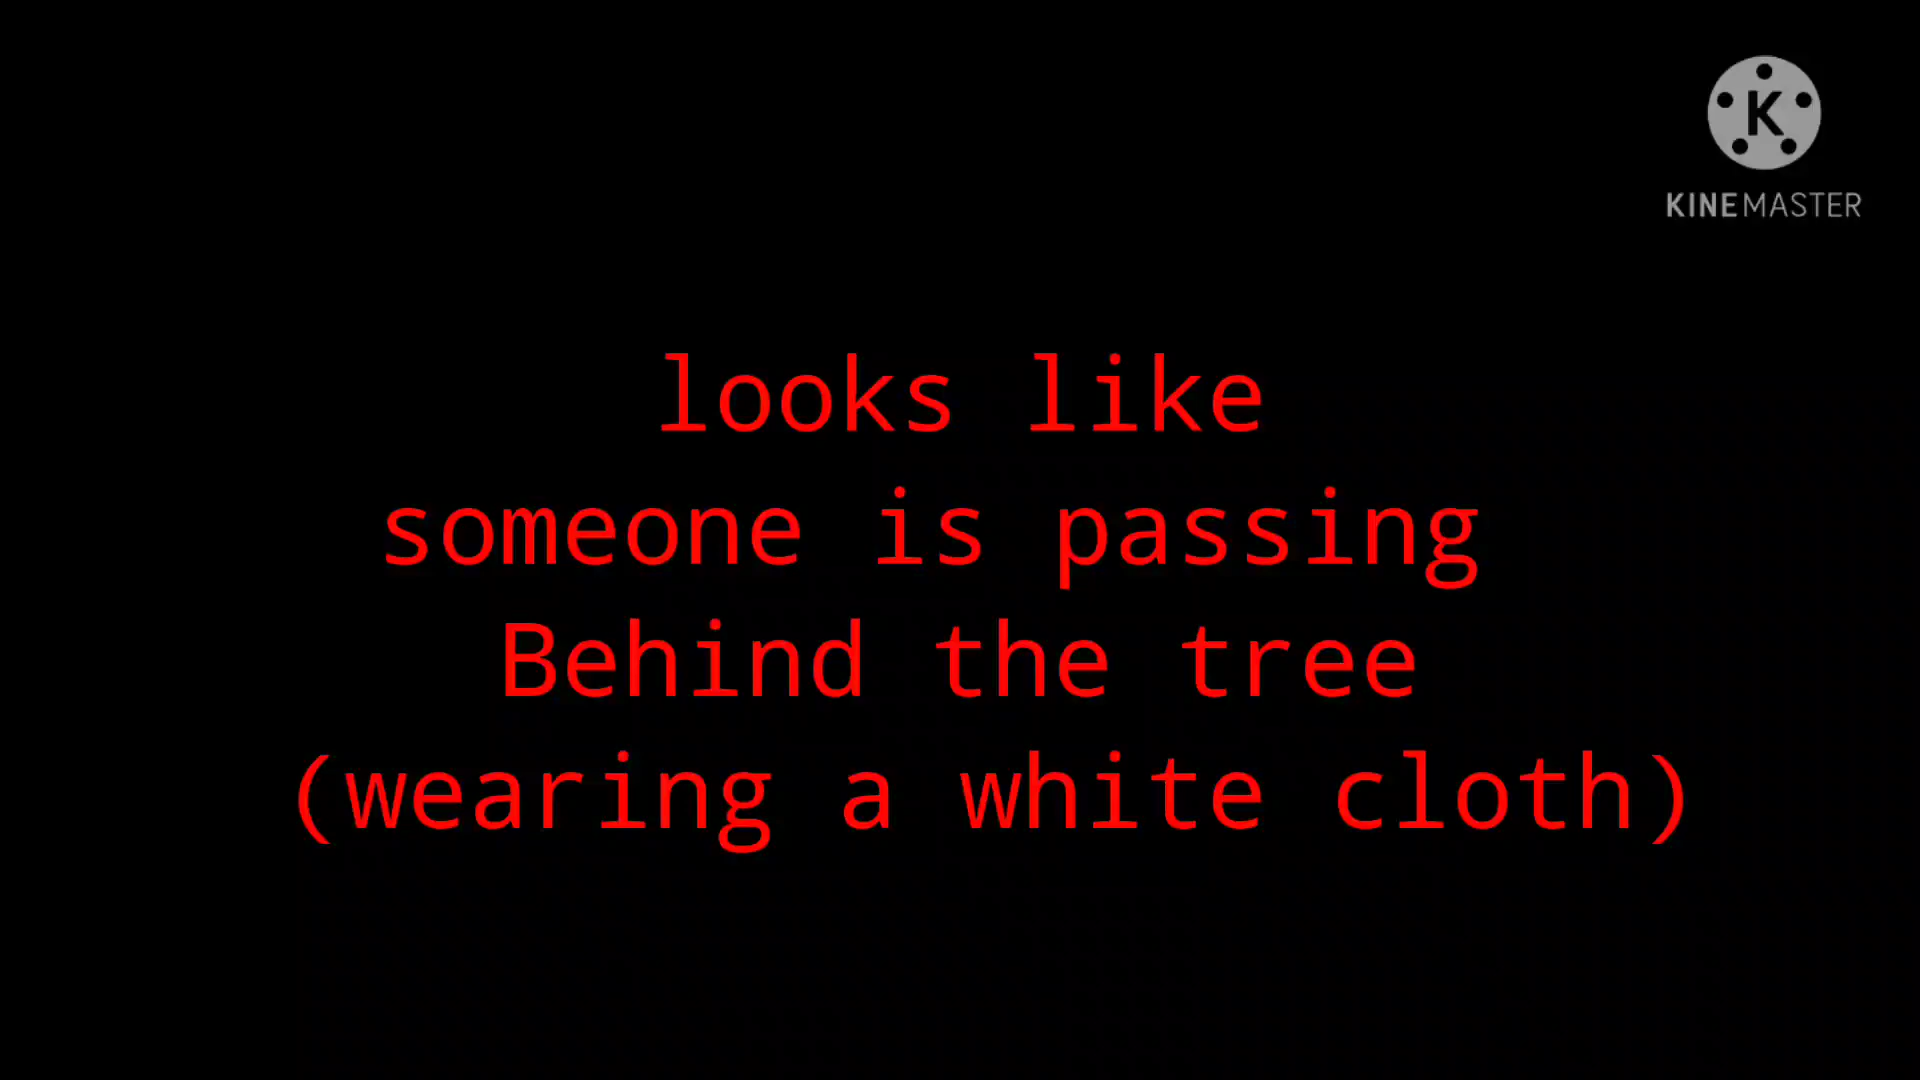 K
KINEMASTER
looks like
someone is passing
Behind the tree
(wearing a white cloth)